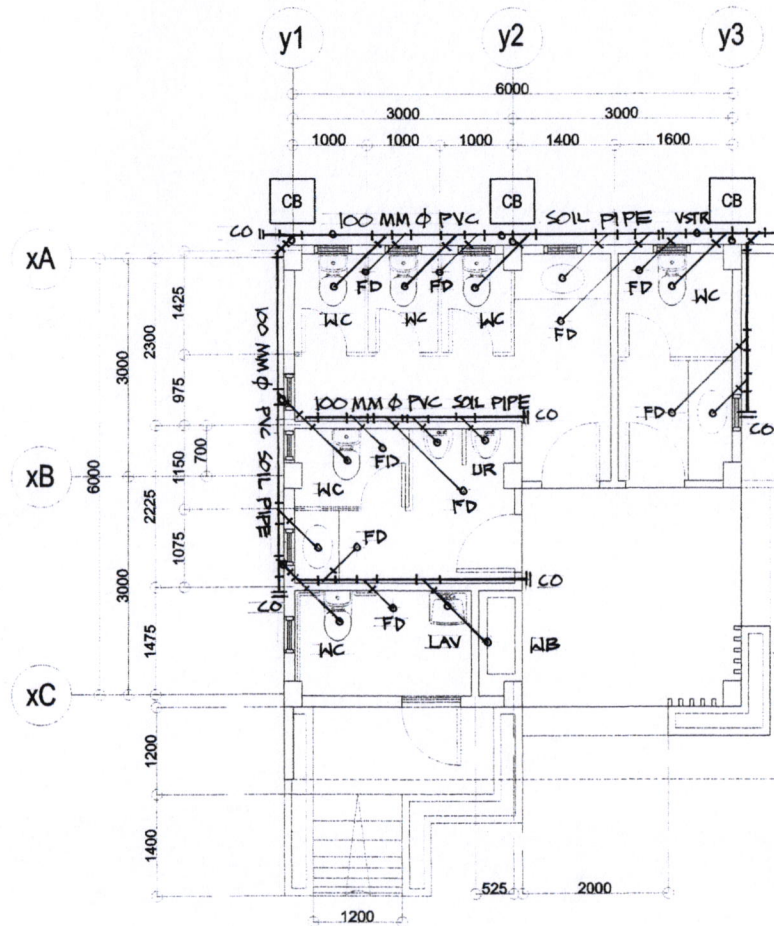 y1 y2 y3
6000
3000 3000
1000 1000 1000 1400 1600
CB CB CB
CO 100 MM Φ PVC SOIL PIPE VSTR
xA
FD FD FD
WC WC WC WC
FD
1425
2300
3000
100 MM Φ PVC SOIL PIPE
975
100 MM Φ PVC SOIL PIPE CO
FD
CO
xB
6000
1150
700
WC FD UR
FD
2225
1075
FD
3000
CO
CO
1475
WC FD LAV WB
xC
1200
1400
525 2000
1200